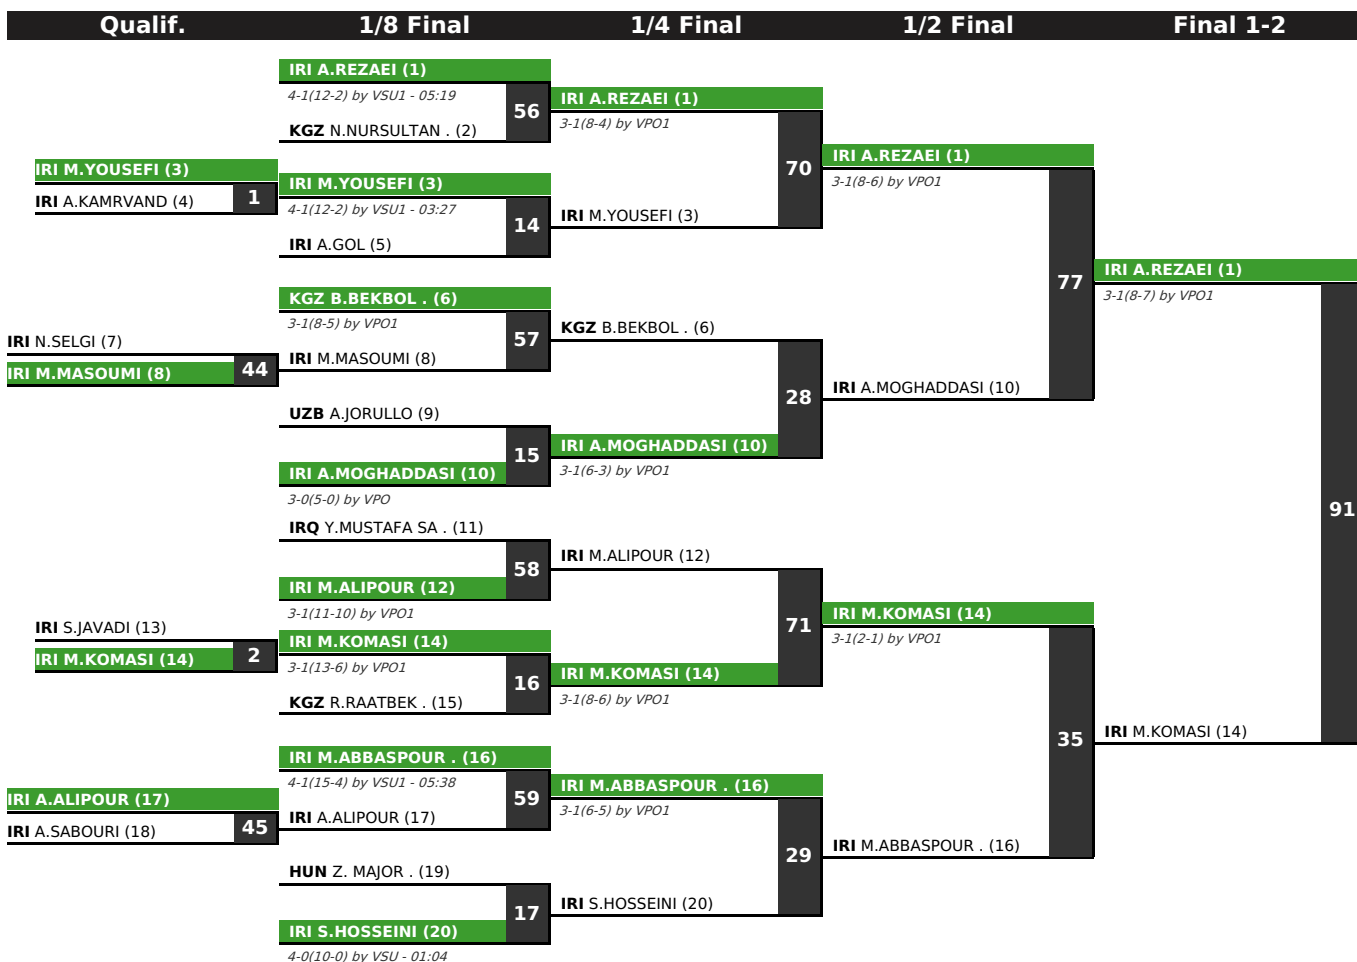 Qualif.
1/8 Final
1/4 Final
1/2 Final
Final 1-2
IRI M.YOUSEFI (3)
IRI A.KAMRVAND (4)
1
IRI N.SELGI (7)
IRI M.MASOUMI (8)
44
IRI S.JAVADI (13)
IRI M.KOMASI (14)
2
IRI A.ALIPOUR (17)
IRI A.SABOURI (18)
45
IRI A.REZAEI (1)
4-1(12-2) by VSU1 - 05:19
KGZ N.NURSULTAN . (2)
56
IRI M.YOUSEFI (3)
4-1(12-2) by VSU1 - 03:27
IRI A.GOL (5)
14
KGZ B.BEKBOL . (6)
3-1(8-5) by VPO1
IRI M.MASOUMI (8)
57
UZB A.JORULLO (9)
IRI A.MOGHADDASI (10)
3-0(5-0) by VPO
15
IRQ Y.MUSTAFA SA . (11)
IRI M.ALIPOUR (12)
3-1(11-10) by VPO1
58
IRI M.KOMASI (14)
3-1(13-6) by VPO1
KGZ R.RAATBEK . (15)
16
IRI M.ABBASPOUR . (16)
4-1(15-4) by VSU1 - 05:38
IRI A.ALIPOUR (17)
59
HUN Z. MAJOR . (19)
IRI S.HOSSEINI (20)
4-0(10-0) by VSU - 01:04
17
IRI A.REZAEI (1)
3-1(8-4) by VPO1
IRI M.YOUSEFI (3)
70
KGZ B.BEKBOL . (6)
IRI A.MOGHADDASI (10)
3-1(6-3) by VPO1
28
IRI M.ALIPOUR (12)
IRI M.KOMASI (14)
3-1(8-6) by VPO1
71
IRI M.ABBASPOUR . (16)
3-1(6-5) by VPO1
IRI S.HOSSEINI (20)
29
IRI A.REZAEI (1)
3-1(8-6) by VPO1
IRI A.MOGHADDASI (10)
77
IRI M.KOMASI (14)
3-1(2-1) by VPO1
IRI M.ABBASPOUR . (16)
35
IRI A.REZAEI (1)
3-1(8-7) by VPO1
IRI M.KOMASI (14)
91